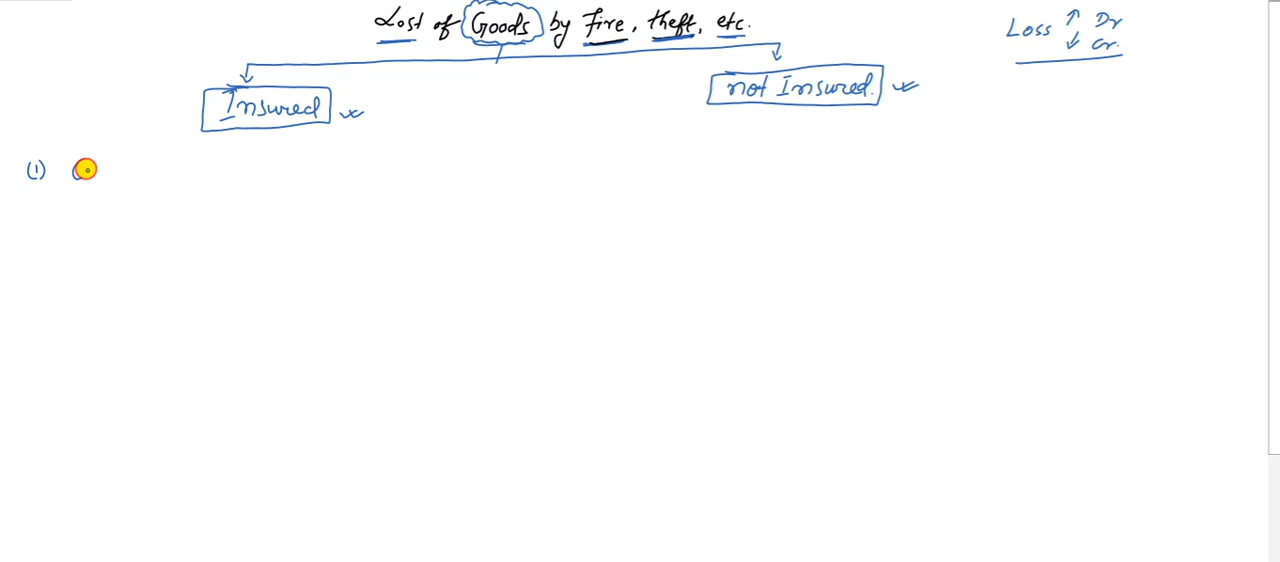 Lost of Goods by Fire, theft, etc.
Loss ↑ Dr
↓ Cr.
Insured
not Insured.
(1)